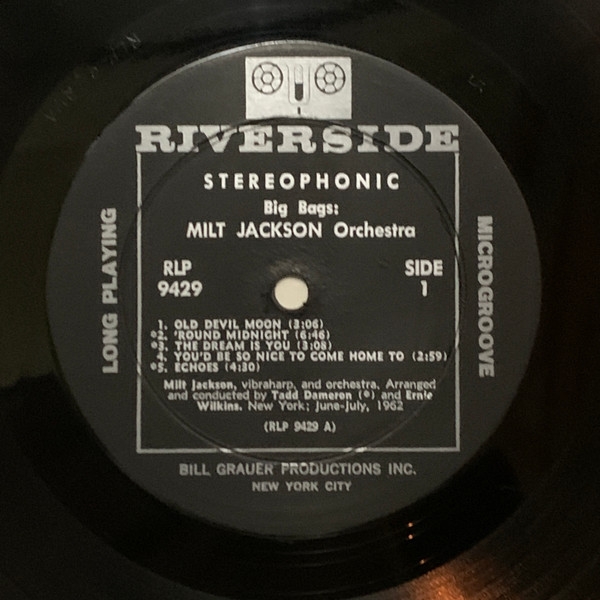 RIVERSIDE
STEREOPHONIC
Big Bags:
MILT JACKSON Orchestra
LONG PLAYING
MICROGROOVE
RLP
9429
SIDE
1
1. OLD DEVIL MOON (3:06)
*2. 'ROUND MIDNIGHT (6:46)
*3. THE DREAM IS YOU (3:08)
4. YOU'D BE SO NICE TO COME HOME TO (2:59)
*5. ECHOES (4:30)
Milt Jackson, vibraharp, and orchestra. Arranged
and conducted by Tadd Dameron (*) and Ernie
Wilkins. New York; June-July, 1962
(RLP 9429 A)
BILL GRAUER PRODUCTIONS INC.
NEW YORK CITY